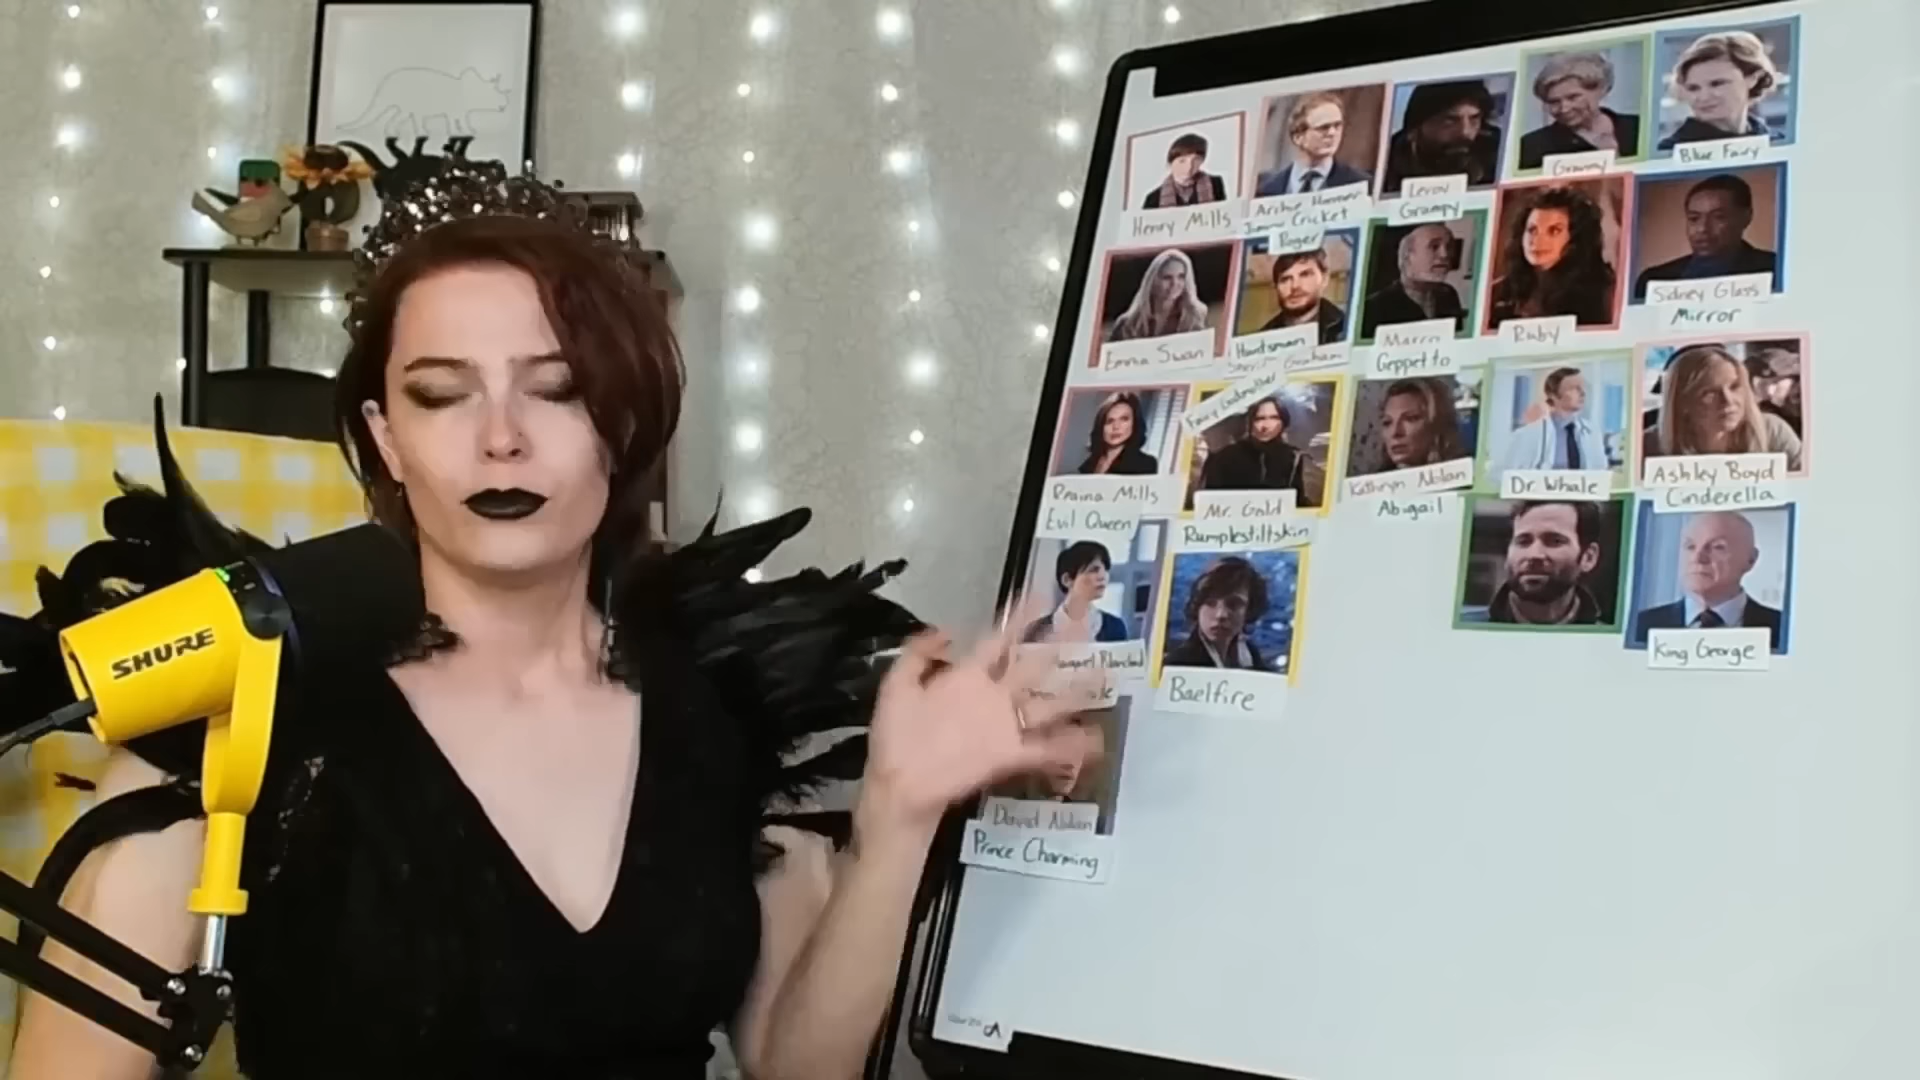 SHURE
Henry Mills
Archie Hopper
Jiminy Cricket
Leroy
Grumpy
Granny
Blue Fairy
Emma Swan
Roger
Huntsman
Sheriff Graham
Marco
Geppetto
Ruby
Sidney Glass
Mirror
Regina Mills
Evil Queen
Fairy Godmother
Mr. Gold
Rumplestiltskin
Kathryn Nolan
Abigail
Dr. Whale
Ashley Boyd
Cinderella
Margaret Blanchard
Baelfire
King George
David Nolan
Prince Charming